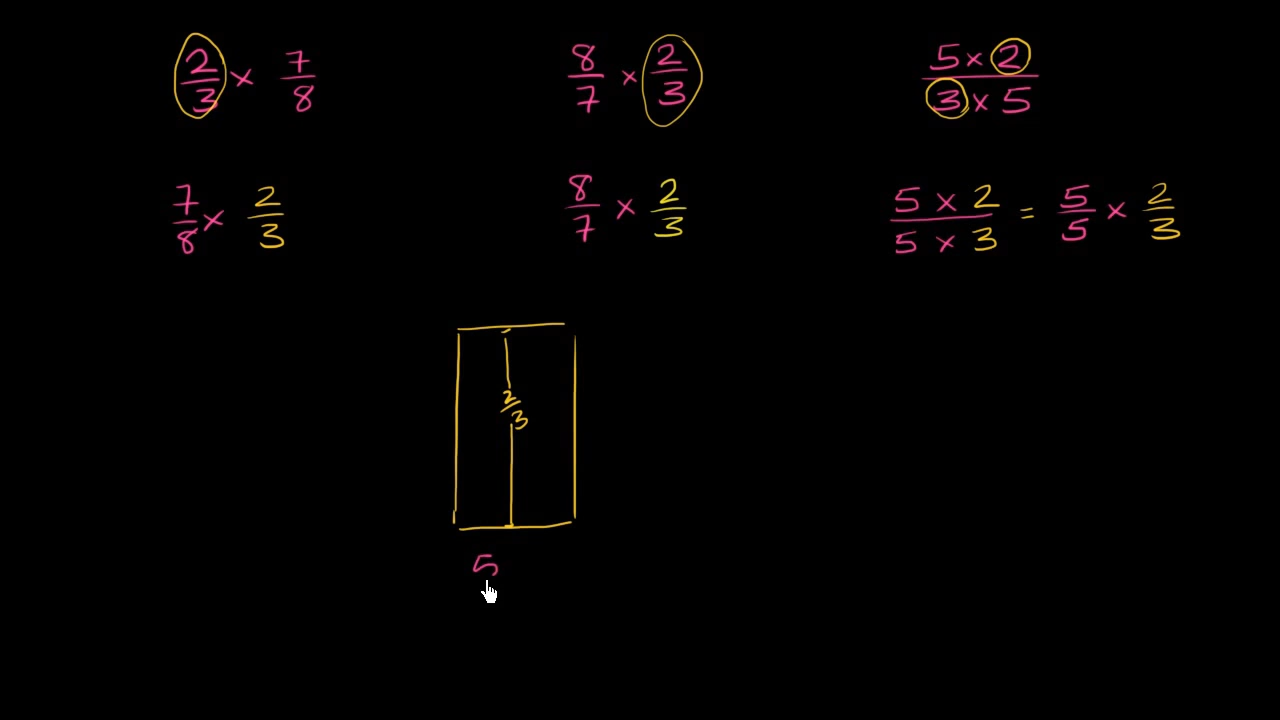 2/3 × 7/8
8/7 × 2/3
5 × 2 / 3 × 5
7/8 × 2/3
8/7 × 2/3
5 × 2 / 5 × 3 = 5/5 × 2/3
2/3
5